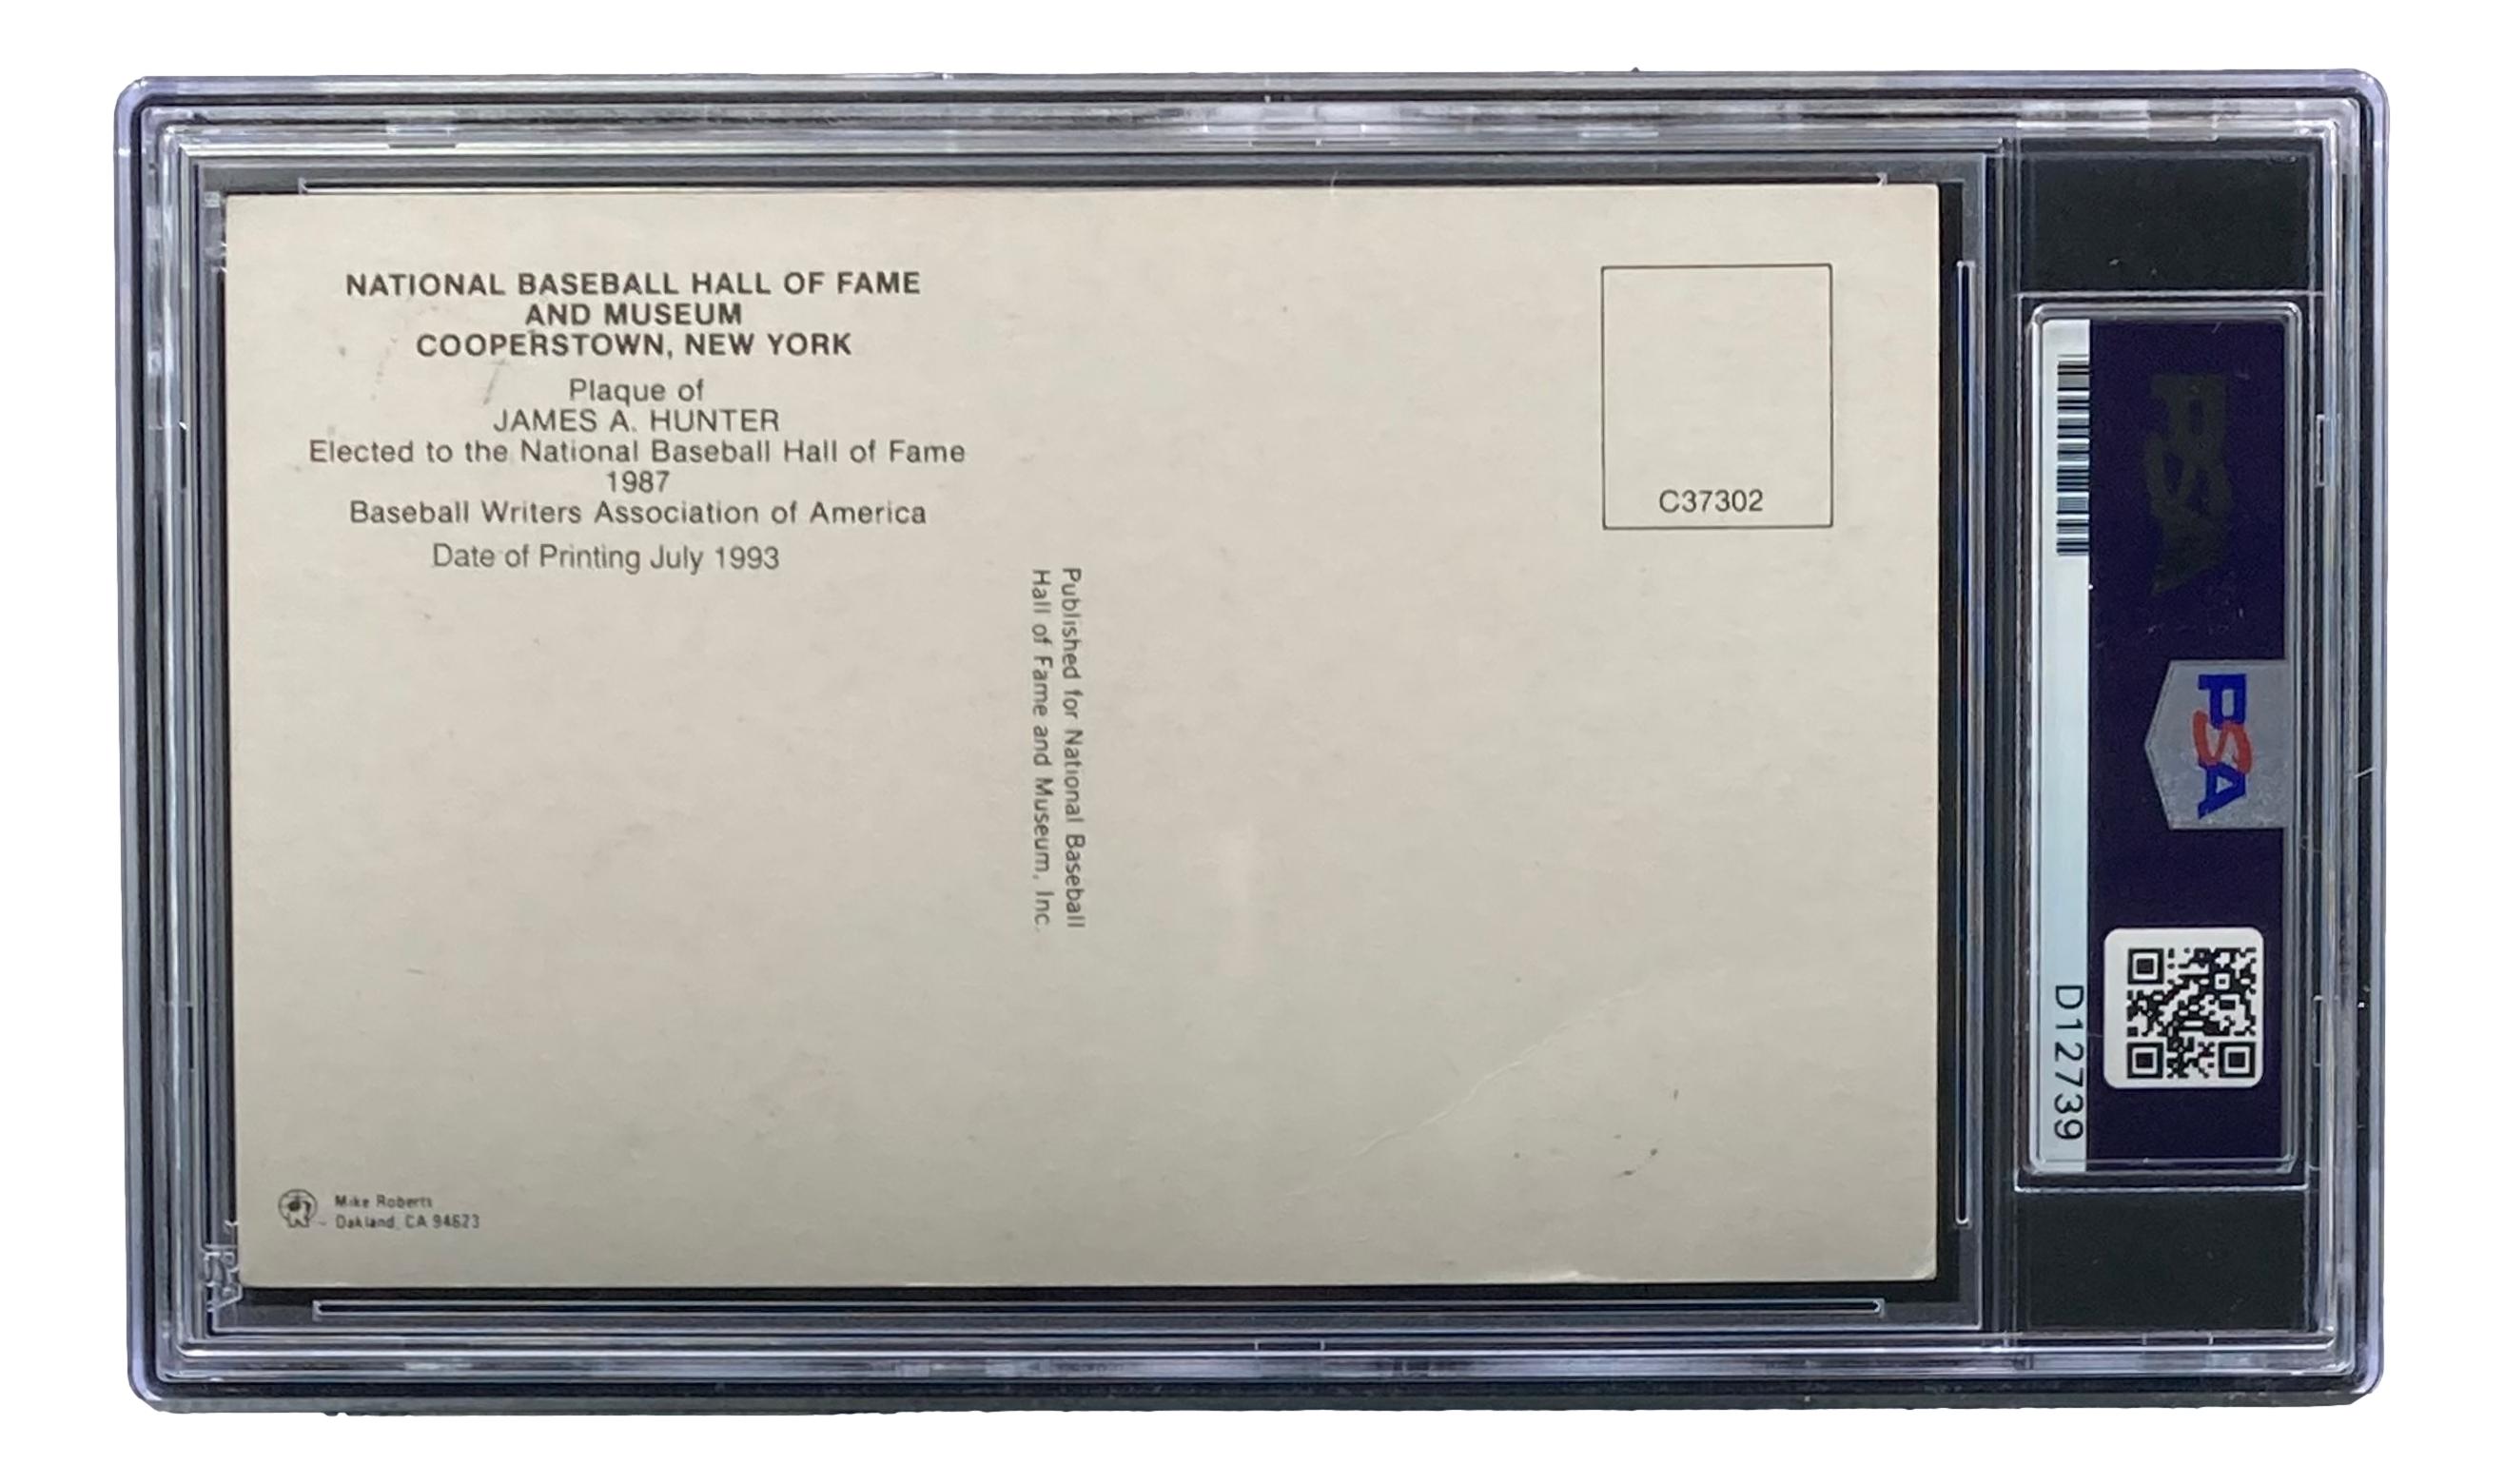 NATIONAL BASEBALL HALL OF FAME
AND MUSEUM
COOPERSTOWN, NEW YORK
Plaque of
JAMES A. HUNTER
Elected to the National Baseball Hall of Fame
1987
Baseball Writers Association of America
Date of Printing July 1993
C37302
Published for National Baseball
Hall of Fame and Museum, Inc.
Mike Roberts
Oakland, CA 94623
PSA
PSA
D12739
PSA